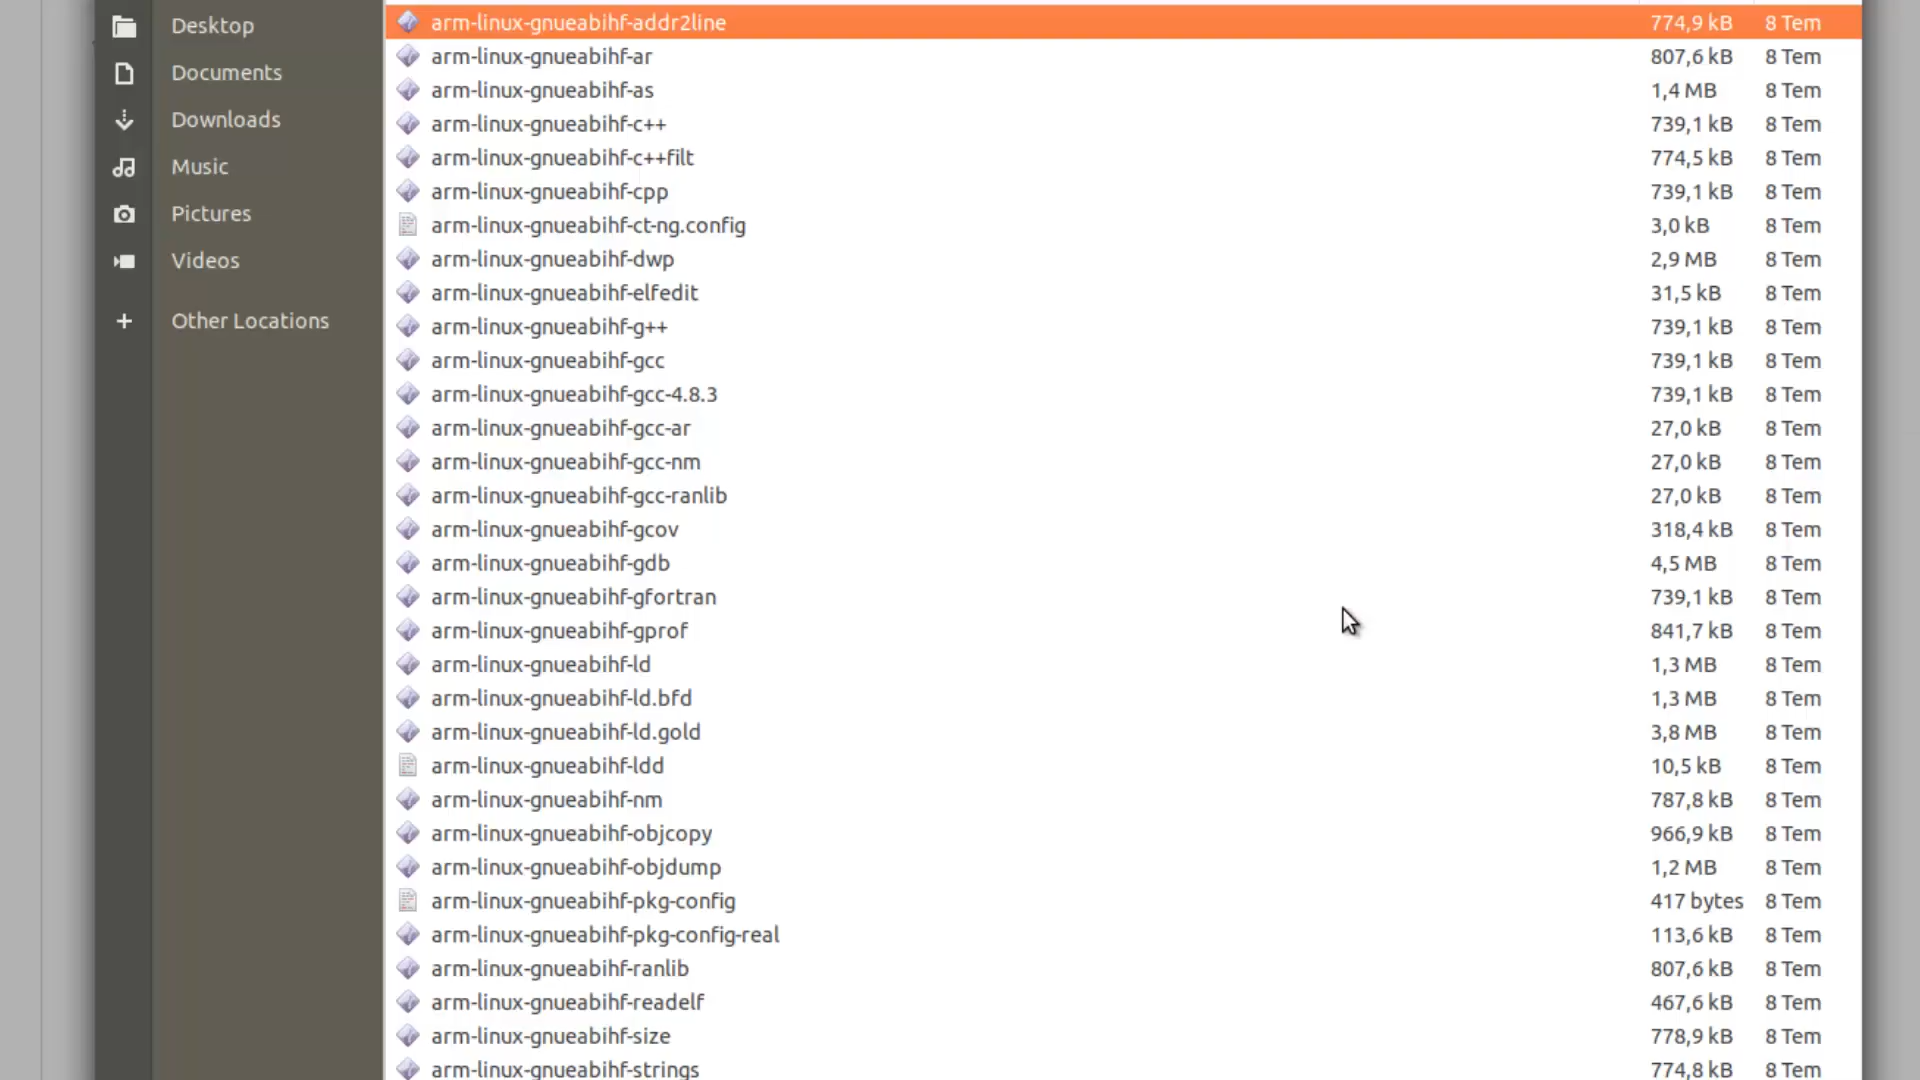 Desktop
Documents
Downloads
Music
Pictures
Videos
Other Locations
arm-linux-gnueabihf-addr2line 774,9 kB 8 Tem
arm-linux-gnueabihf-ar 807,6 kB 8 Tem
arm-linux-gnueabihf-as 1,4 MB 8 Tem
arm-linux-gnueabihf-c++ 739,1 kB 8 Tem
arm-linux-gnueabihf-c++filt 774,5 kB 8 Tem
arm-linux-gnueabihf-cpp 739,1 kB 8 Tem
arm-linux-gnueabihf-ct-ng.config 3,0 kB 8 Tem
arm-linux-gnueabihf-dwp 2,9 MB 8 Tem
arm-linux-gnueabihf-elfedit 31,5 kB 8 Tem
arm-linux-gnueabihf-g++ 739,1 kB 8 Tem
arm-linux-gnueabihf-gcc 739,1 kB 8 Tem
arm-linux-gnueabihf-gcc-4.8.3 739,1 kB 8 Tem
arm-linux-gnueabihf-gcc-ar 27,0 kB 8 Tem
arm-linux-gnueabihf-gcc-nm 27,0 kB 8 Tem
arm-linux-gnueabihf-gcc-ranlib 27,0 kB 8 Tem
arm-linux-gnueabihf-gcov 318,4 kB 8 Tem
arm-linux-gnueabihf-gdb 4,5 MB 8 Tem
arm-linux-gnueabihf-gfortran 739,1 kB 8 Tem
arm-linux-gnueabihf-gprof 841,7 kB 8 Tem
arm-linux-gnueabihf-ld 1,3 MB 8 Tem
arm-linux-gnueabihf-ld.bfd 1,3 MB 8 Tem
arm-linux-gnueabihf-ld.gold 3,8 MB 8 Tem
arm-linux-gnueabihf-ldd 10,5 kB 8 Tem
arm-linux-gnueabihf-nm 787,8 kB 8 Tem
arm-linux-gnueabihf-objcopy 966,9 kB 8 Tem
arm-linux-gnueabihf-objdump 1,2 MB 8 Tem
arm-linux-gnueabihf-pkg-config 417 bytes 8 Tem
arm-linux-gnueabihf-pkg-config-real 113,6 kB 8 Tem
arm-linux-gnueabihf-ranlib 807,6 kB 8 Tem
arm-linux-gnueabihf-readelf 467,6 kB 8 Tem
arm-linux-gnueabihf-size 778,9 kB 8 Tem
arm-linux-gnueabihf-strings 774,8 kB 8 Tem